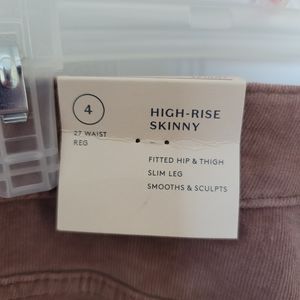 4
27 WAIST
REG
HIGH-RISE
SKINNY
FITTED HIP & THIGH
SLIM LEG
SMOOTHS & SCULPTS